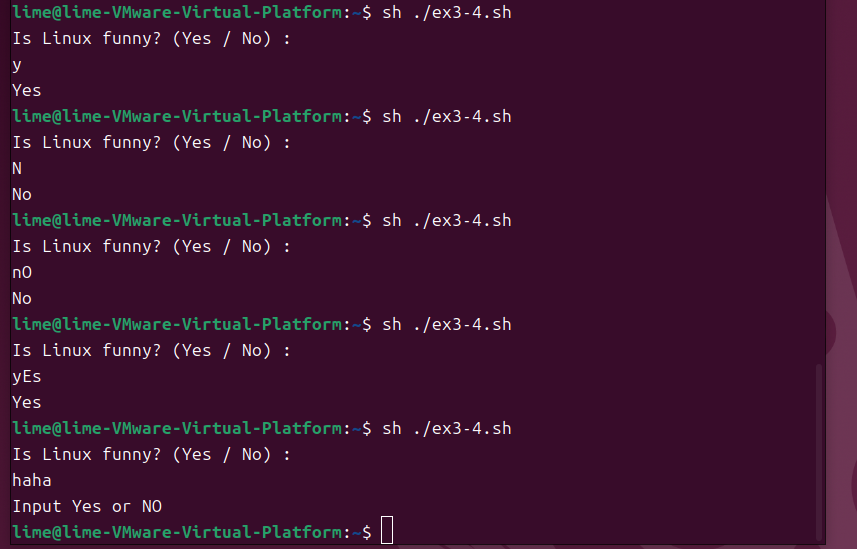 lime@lime-VMware-Virtual-Platform:~$ sh ./ex3-4.sh
Is Linux funny? (Yes / No) :
y
Yes
lime@lime-VMware-Virtual-Platform:~$ sh ./ex3-4.sh
Is Linux funny? (Yes / No) :
N
No
lime@lime-VMware-Virtual-Platform:~$ sh ./ex3-4.sh
Is Linux funny? (Yes / No) :
nO
No
lime@lime-VMware-Virtual-Platform:~$ sh ./ex3-4.sh
Is Linux funny? (Yes / No) :
yEs
Yes
lime@lime-VMware-Virtual-Platform:~$ sh ./ex3-4.sh
Is Linux funny? (Yes / No) :
haha
Input Yes or NO
lime@lime-VMware-Virtual-Platform:~$